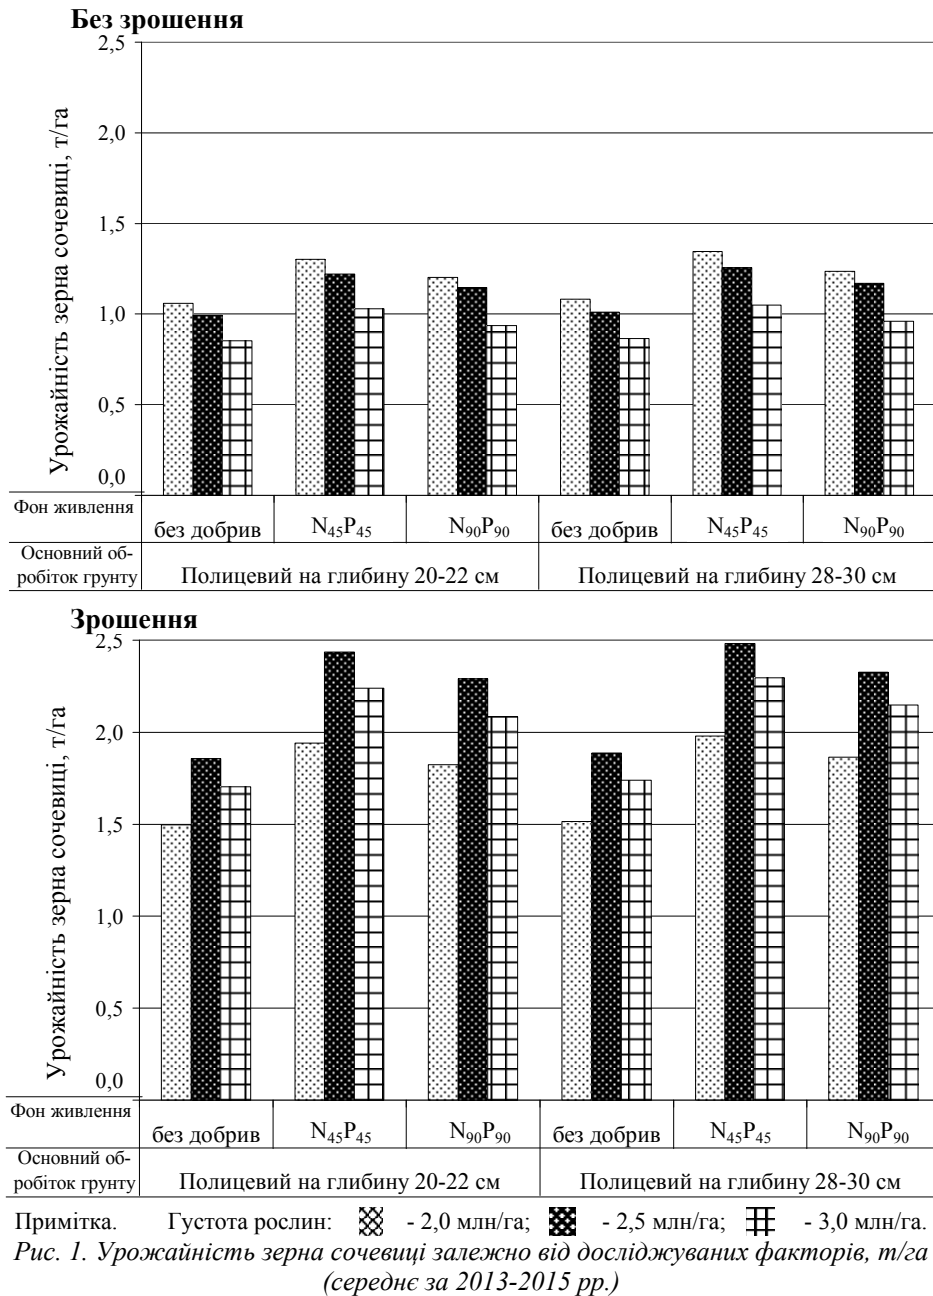 Без зрошення
Урожайність зерна сочевиці, т/га
2,5
2,0
1,5
1,0
0,5
0,0
Фон живлення
без добрив N₄₅P₄₅ N₉₀P₉₀ без добрив N₄₅P₄₅ N₉₀P₉₀
Основний об-
робіток грунту
Полицевий на глибину 20-22 см Полицевий на глибину 28-30 см
Зрошення
Урожайність зерна сочевиці, т/га
2,5
2,0
1,5
1,0
0,5
0,0
Фон живлення
без добрив N₄₅P₄₅ N₉₀P₉₀ без добрив N₄₅P₄₅ N₉₀P₉₀
Основний об-
робіток грунту
Полицевий на глибину 20-22 см Полицевий на глибину 28-30 см
Примітка. Густота рослин: - 2,0 млн/га; - 2,5 млн/га; - 3,0 млн/га.
Рис. 1. Урожайність зерна сочевиці залежно від досліджуваних факторів, т/га
(середнє за 2013-2015 рр.)